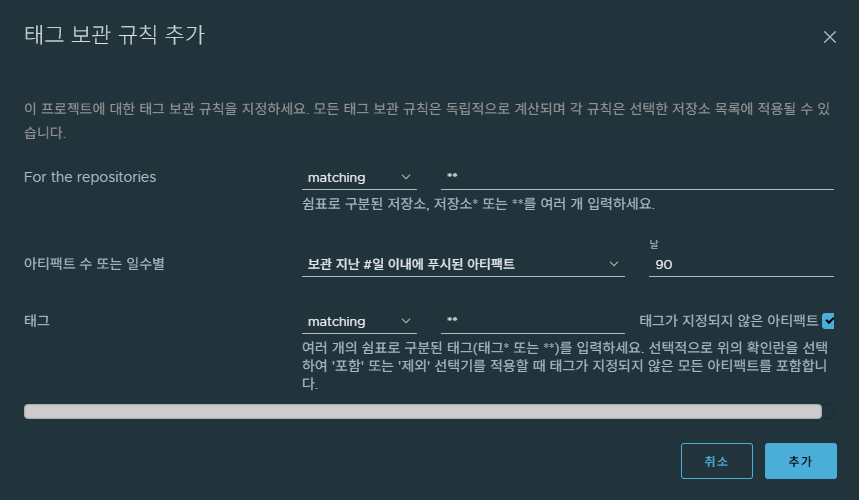 태그 보관 규칙 추가
이 프로젝트에 대한 태그 보관 규칙을 지정하세요. 모든 태그 보관 규칙은 독립적으로 계산되며 각 규칙은 선택한 저장소 목록에 적용될 수 있
습니다.
For the repositories
matching
**
쉼표로 구분된 저장소, 저장소* 또는 **를 여러 개 입력하세요.
날
아티팩트 수 또는 일수별
보관 지난 #일 이내에 푸시된 아티팩트
90
태그
matching
**
태그가 지정되지 않은 아티팩트
여러 개의 쉼표로 구분된 태그(태그* 또는 **)를 입력하세요. 선택적으로 위의 확인란을 선택
하여 '포함' 또는 '제외' 선택기를 적용할 때 태그가 지정되지 않은 모든 아티팩트를 포함합니
다.
취소
추가